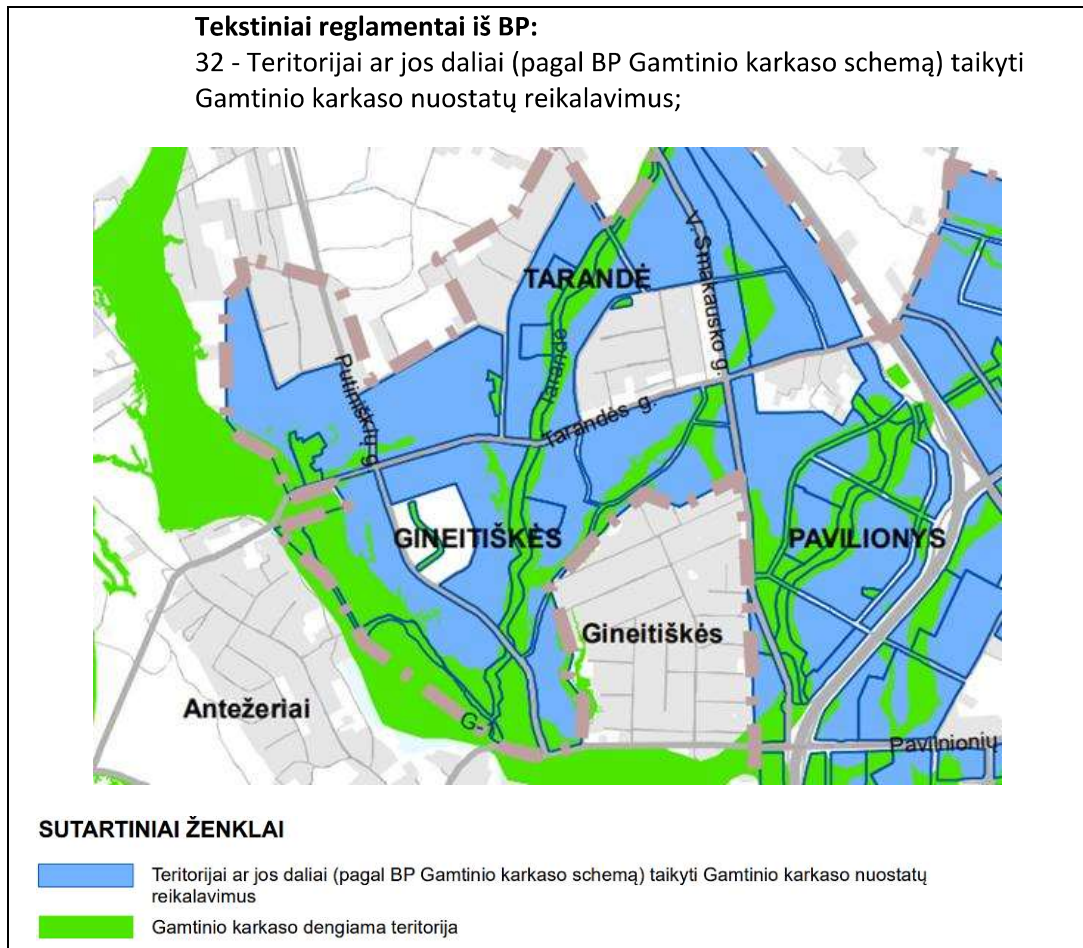 Tekstiniai reglamentai iš BP:
32 - Teritorijai ar jos daliai (pagal BP Gamtinio karkaso schemą) taikyti
Gamtinio karkaso nuostatų reikalavimus;
TARANDĖ
V. Smakausko g.
Tarandė
Putiniškių g.
Tarandės g.
GINEITIŠKĖS
PAVILIONYS
Gineitiškės
Antežeriai
G-1
Pavilnionių
SUTARTINIAI ŽENKLAI
Teritorijai ar jos daliai (pagal BP Gamtinio karkaso schemą) taikyti Gamtinio karkaso nuostatų
reikalavimus
Gamtinio karkaso dengiama teritorija